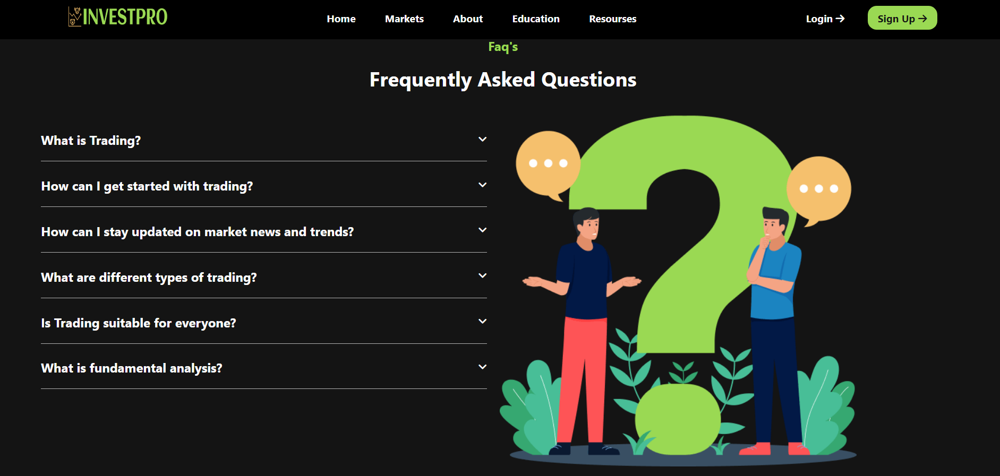 INVESTPRO
Home Markets About Education Resourses
Login → Sign Up →
Faq's
Frequently Asked Questions
What is Trading?
How can I get started with trading?
How can I stay updated on market news and trends?
What are different types of trading?
Is Trading suitable for everyone?
What is fundamental analysis?